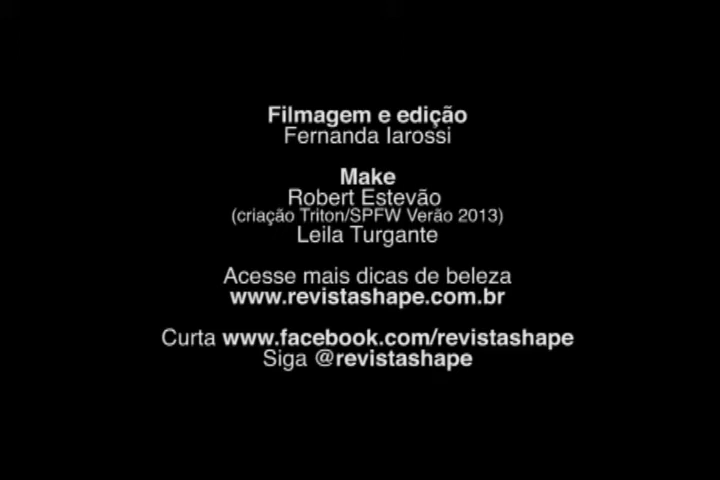 Filmagem e edição
Fernanda Iarossi
Make
Robert Estevão
(criação Triton/SPFW Verão 2013)
Leila Turgante
Acesse mais dicas de beleza
www.revistashape.com.br
Curta www.facebook.com/revistashape
Siga @revistashape